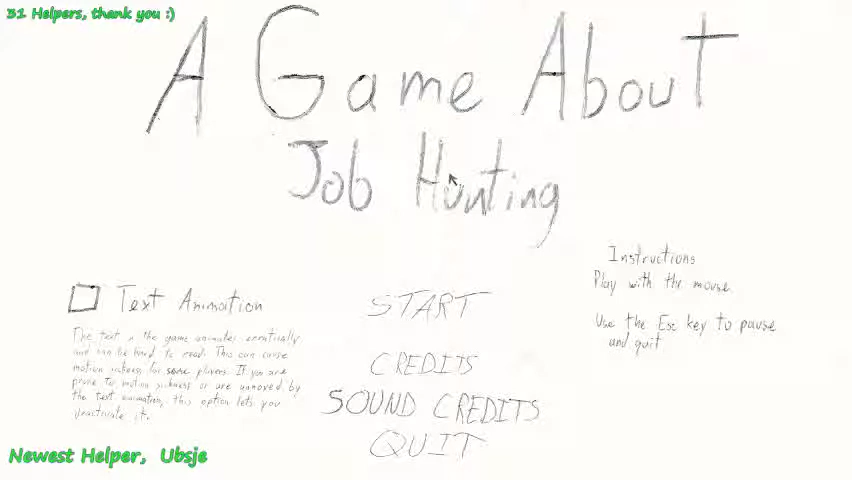 31 Helpers, thank you :)
A Game About
Job Hunting
Instructions
Play with the mouse.
Use the Esc key to pause
and quit
Text Animation
The text in the game animates erratically
and can be hard to read. This can cause
motion sickness for some players. If you are
prone to motion sickness or are annoyed by
the text animation, this option lets you
deactivate it.
START
CREDITS
SOUND CREDITS
QUIT
Newest Helper, Ubsje